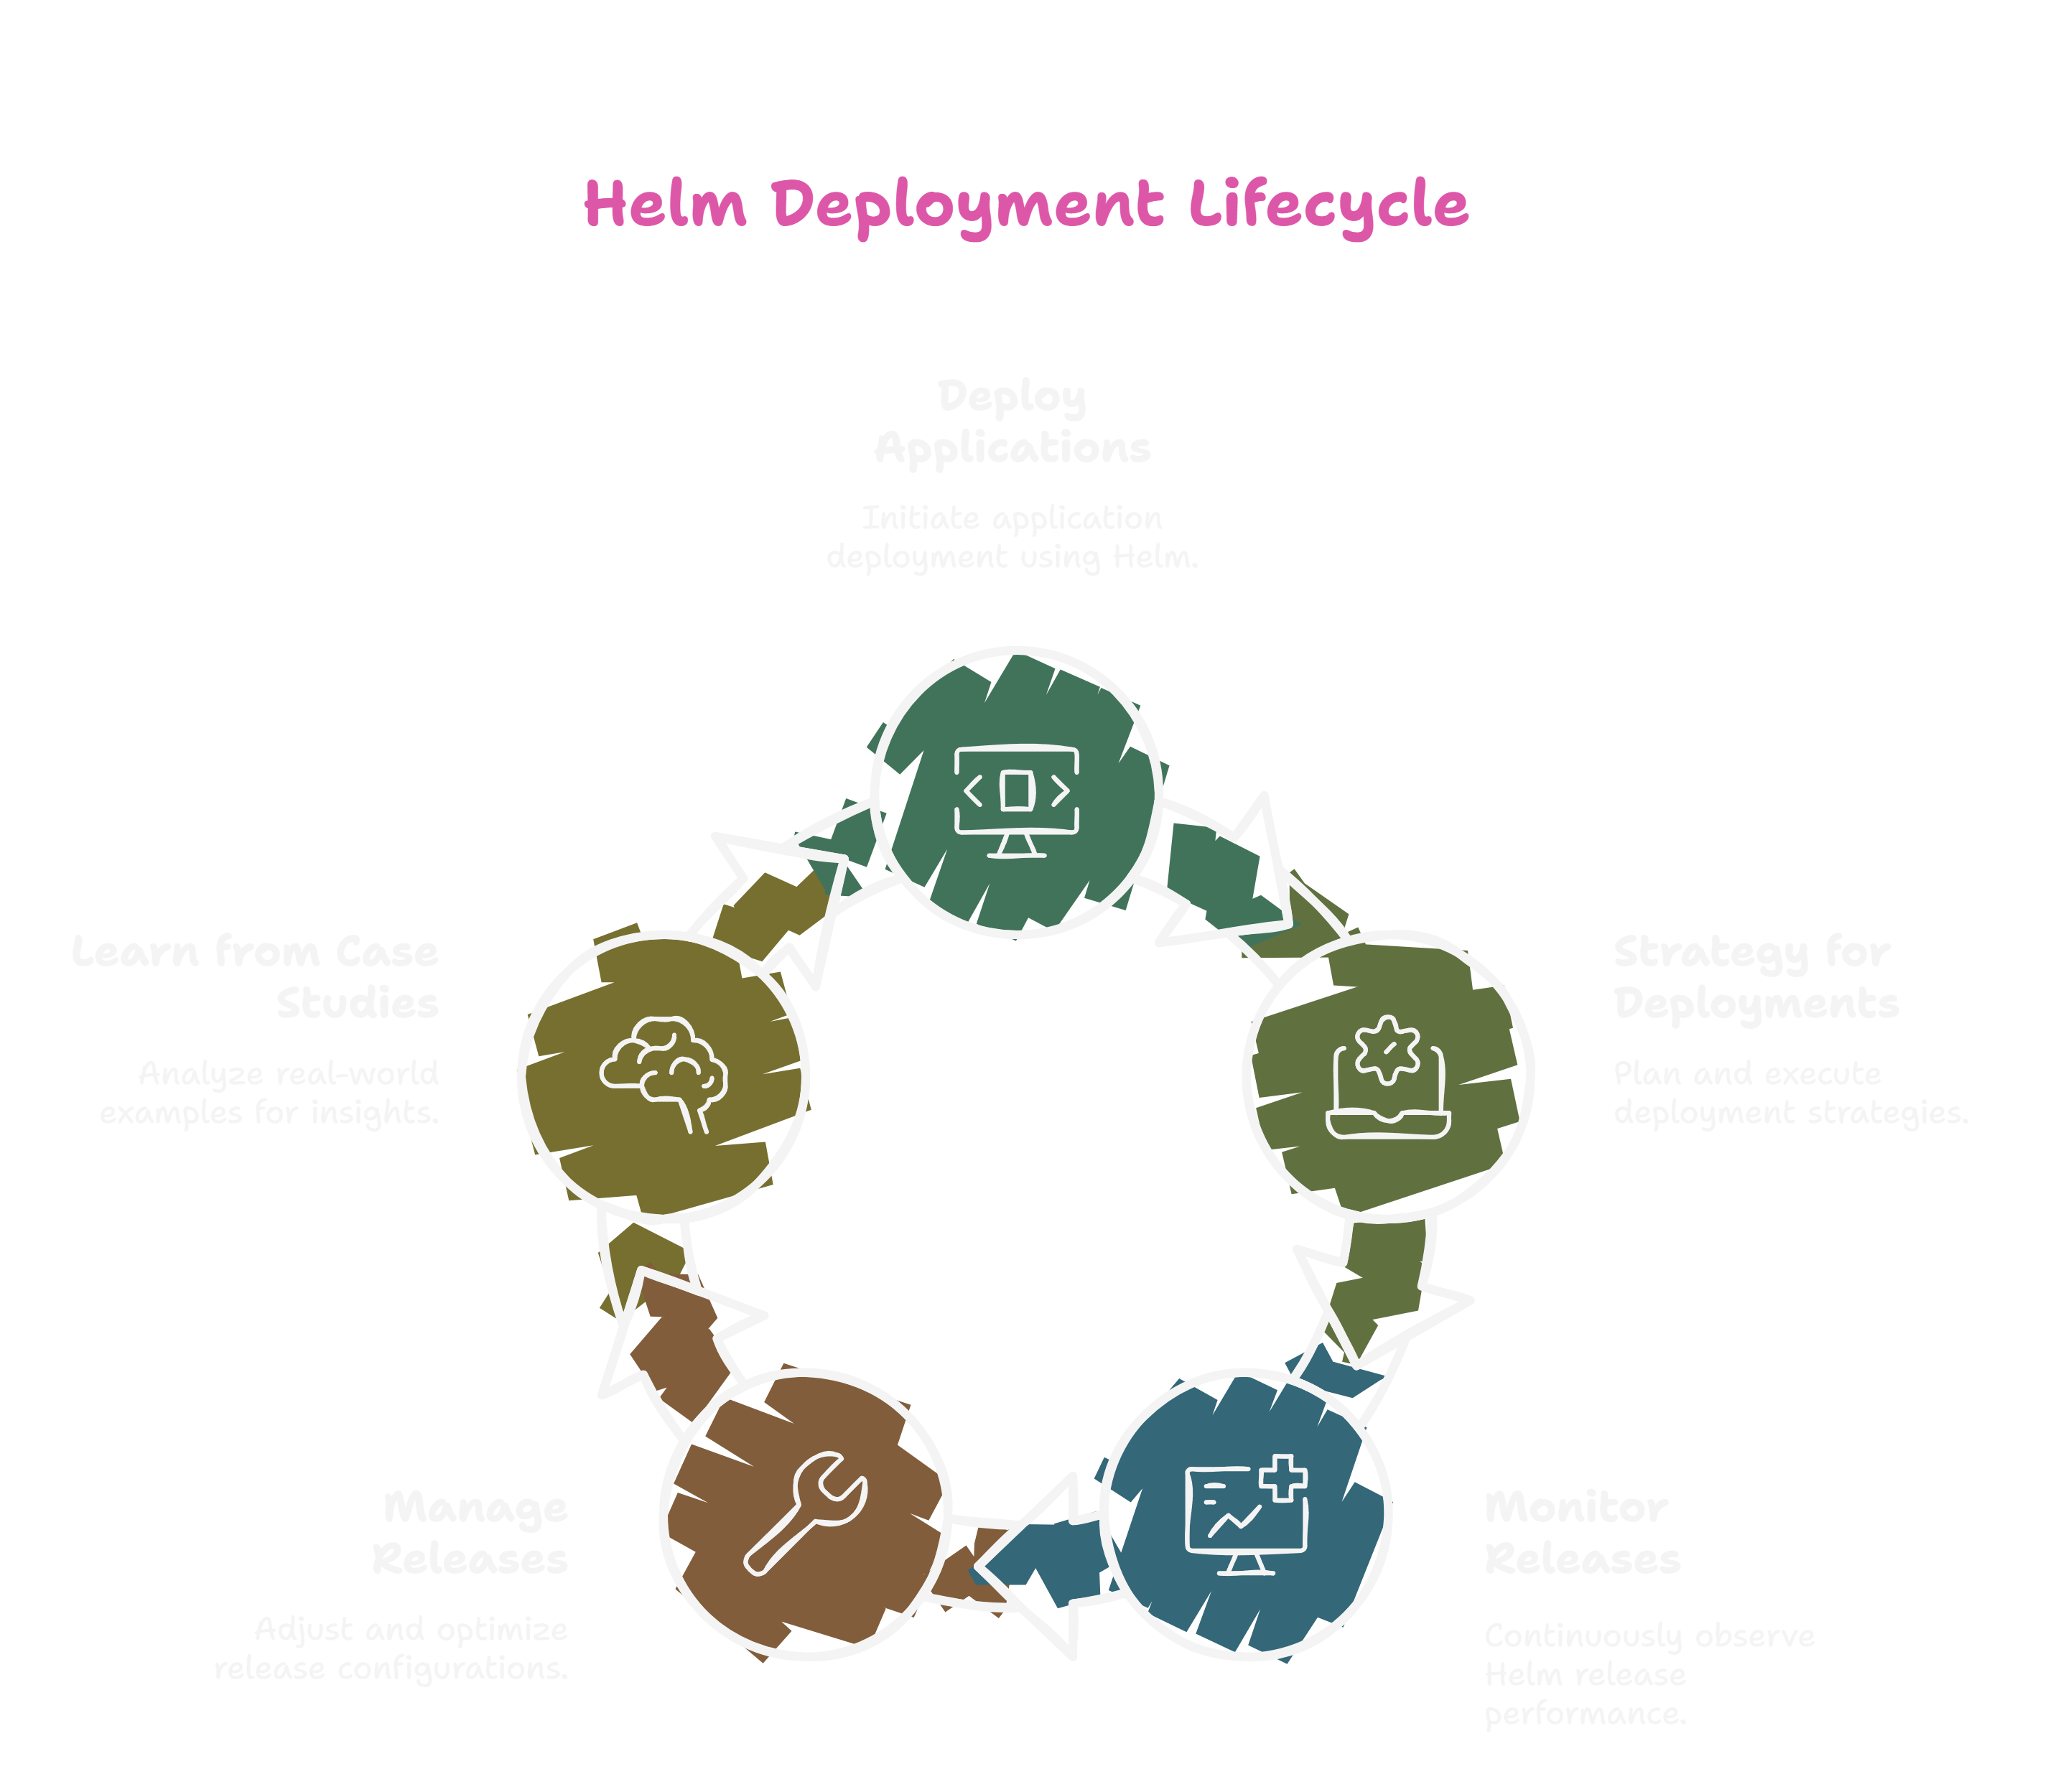 Helm Deployment Lifecycle
Deploy
Applications
Initiate application
deployment using Helm.
Learn from Case
Studies
Analyze real-world
examples for insights.
Strategy for
Deployments
Plan and execute
deployment strategies.
Manage
Releases
Adjust and optimize
release configurations.
Monitor
Releases
Continuously observe
Helm release
performance.